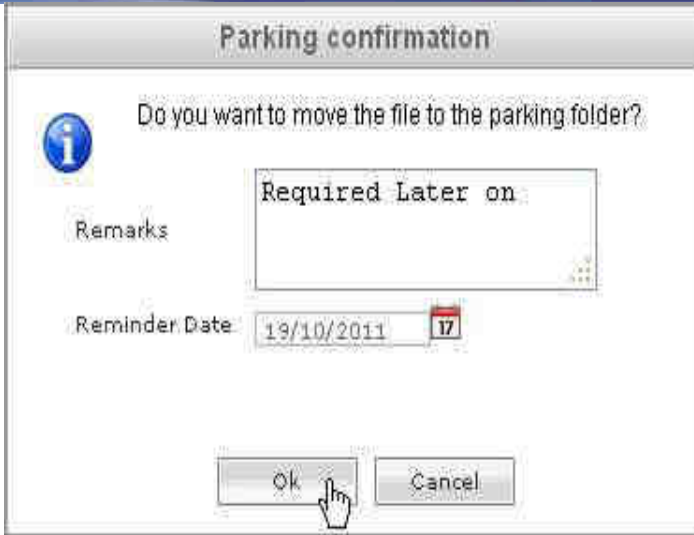 Parking confirmation
Do you want to move the file to the parking folder?
Remarks
Required Later on
Reminder Date
19/10/2011
17
Ok
Cancel